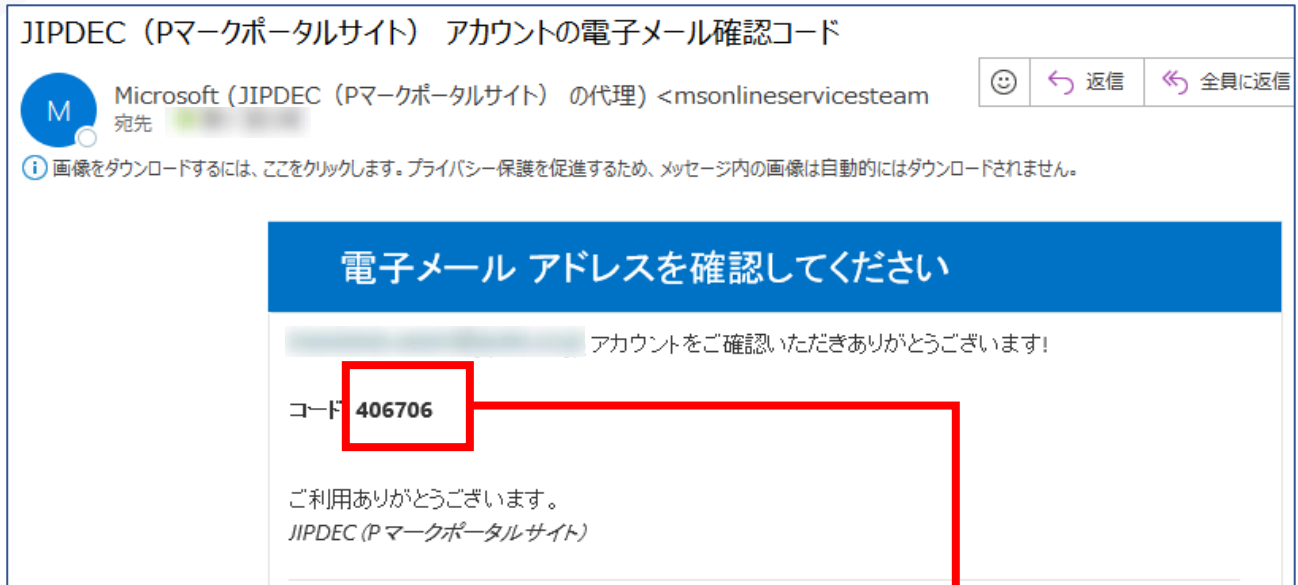 JIPDEC（Pマークポータルサイト） アカウントの電子メール確認コード
M
Microsoft (JIPDEC（Pマークポータルサイト） の代理) <msonlineservicesteam
返信
全員に返信
宛先
画像をダウンロードするには、ここをクリックします。プライバシー保護を促進するため、メッセージ内の画像は自動的にはダウンロードされません。
電子メール アドレスを確認してください
アカウントをご確認いただきありがとうございます!
コード 406706
ご利用ありがとうございます。
JIPDEC (Pマークポータルサイト)